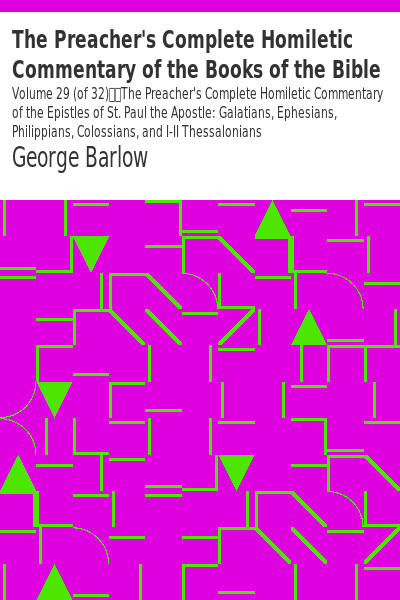 The Preacher's Complete Homiletic
Commentary of the Books of the Bible
Volume 29 (of 32)▯▯The Preacher's Complete Homiletic Commentary
of the Epistles of St. Paul the Apostle: Galatians, Ephesians,
Philippians, Colossians, and I-II Thessalonians
George Barlow